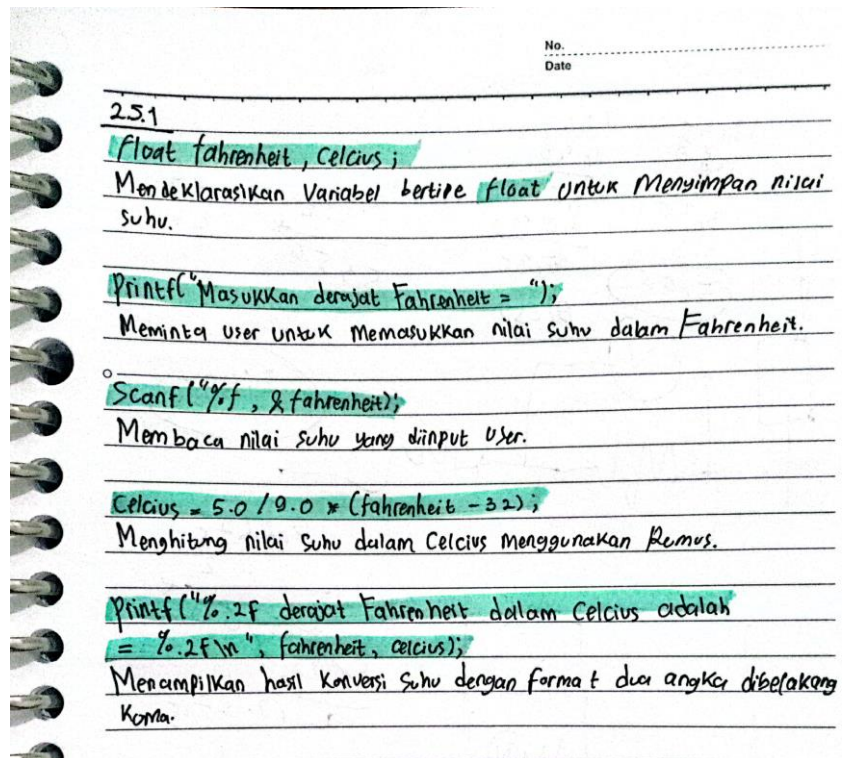 No.
Date
2.5.1
float fahrenheit, Celcius;
Mendeklarasikan Variabel bertipe float untuk Menyimpan nilai
suhu.
Printf("Masukkan derajat Fahrenheit = ");
Meminta user untuk Memasukkan nilai suhu dalam Fahrenheit.
Scanf("%f, &fahrenheit);
Membaca nilai suhu yang diinput User.
Celcius = 5.0 / 9.0 * (fahrenheit - 32);
Menghitung nilai Suhu dalam Celcius menggunakan Rumus.
Printf("%.2f derajat Fahrenheit dalam Celcius adalah
= %.2f\n", fahrenheit, celcius);
Menampilkan hasil Konversi Suhu dengan format dua angka dibelakang
Koma.